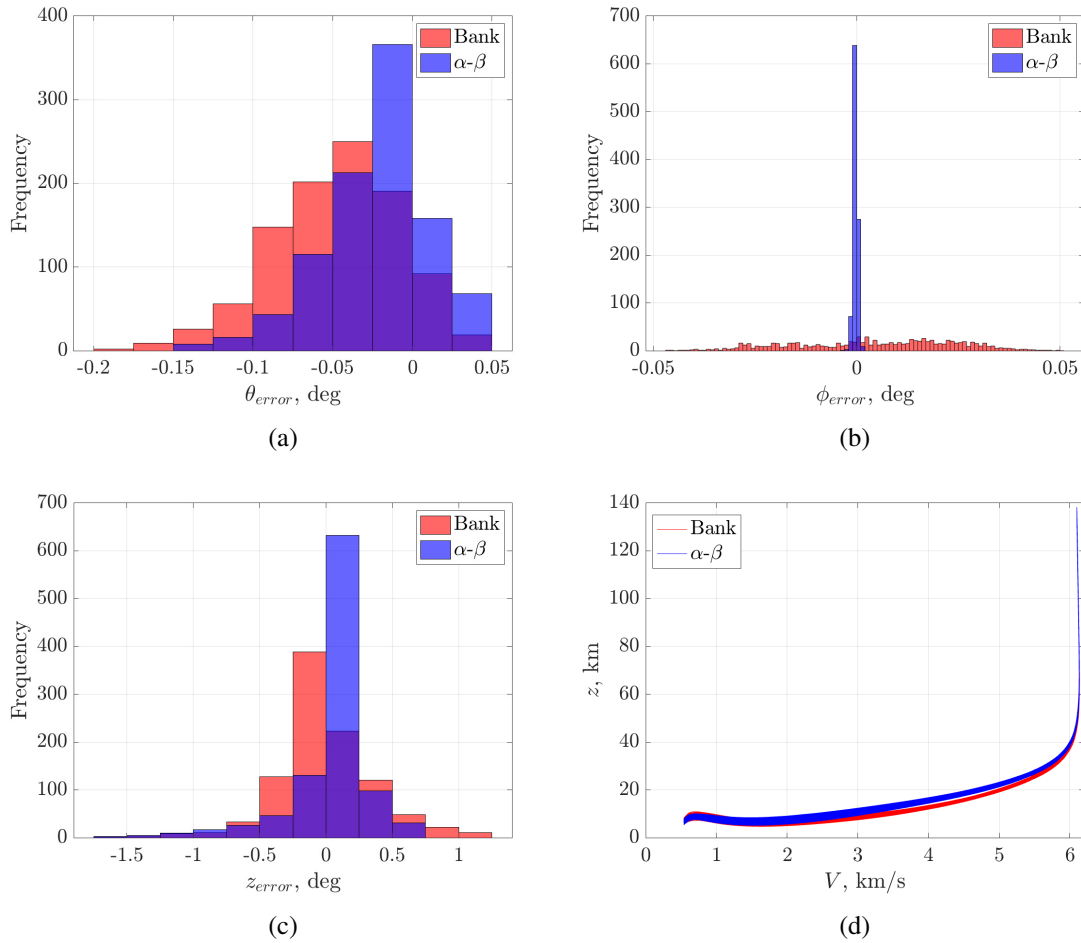 400
300
200
100
0
Frequency
Bank
α-β
-0.2
-0.15
-0.1
-0.05
0
0.05
θ_error, deg
(a)
700
600
500
400
300
200
100
0
Frequency
Bank
α-β
-0.05
0
0.05
ϕ_error, deg
(b)
700
600
500
400
300
200
100
0
Frequency
Bank
α-β
-1.5
-1
-0.5
0
0.5
1
z_error, deg
(c)
140
120
100
80
60
40
20
0
z, km
Bank
α-β
0
1
2
3
4
5
6
V, km/s
(d)